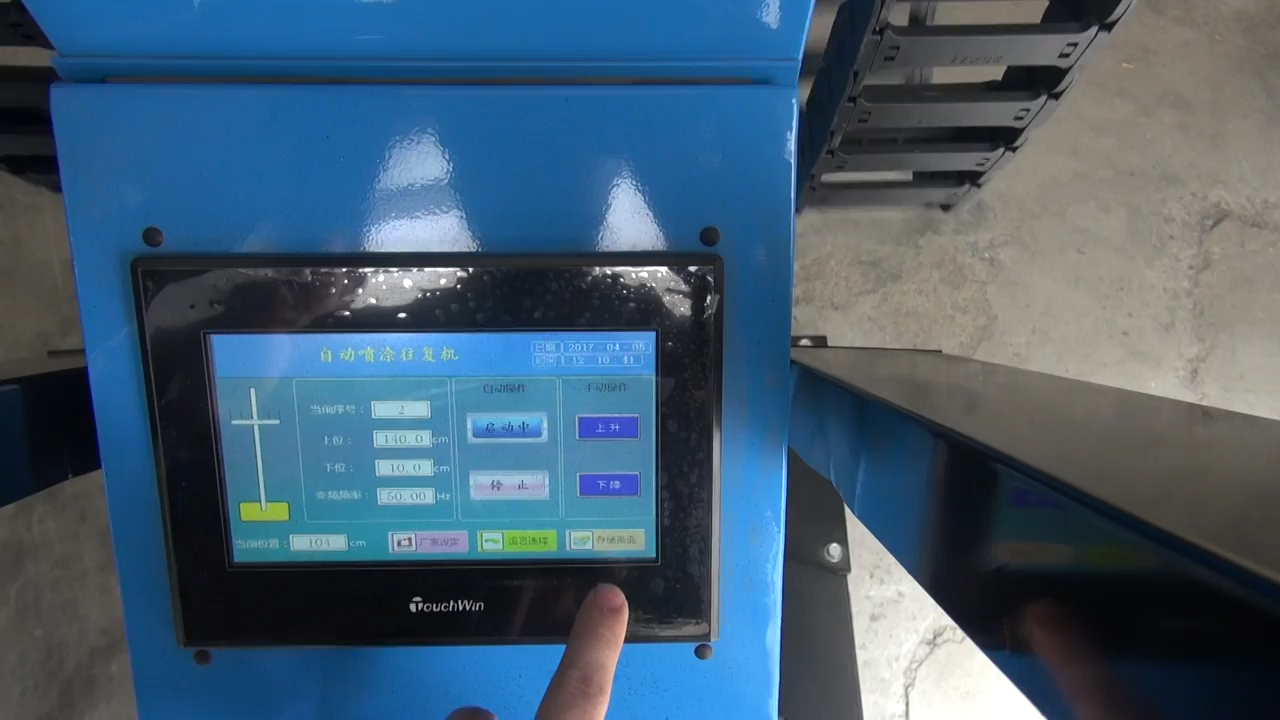 自动喷涂往复机
日期 2017-04-05
时间 12 10 41
自动操作 手动操作
当前序号： 2
启动中 上升
上位： 140.0 cm
下位： 10.0 cm
停止 下降
变频频率： 50.00 Hz
当前位置： 104 cm 厂家设定 语言选择 存储画面
TouchWin